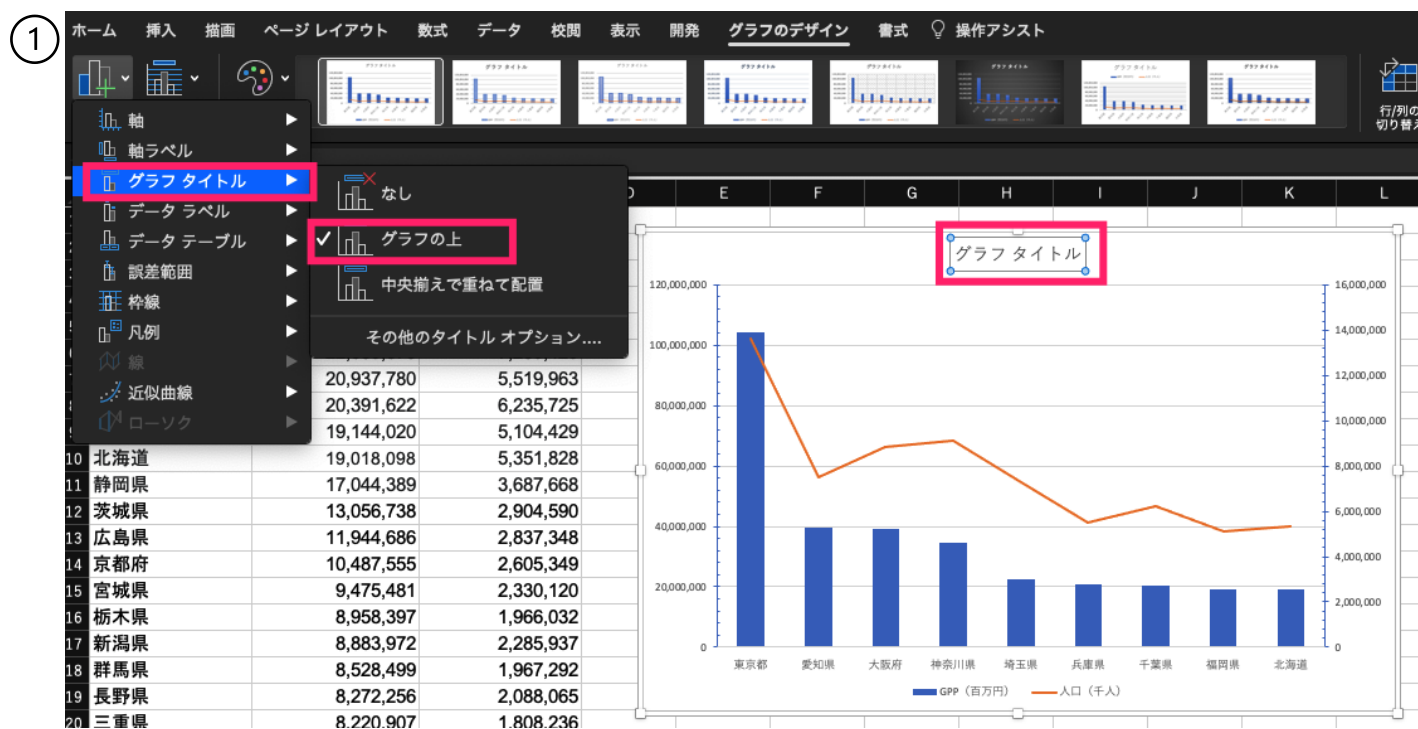 1
ホーム 挿入 描画 ページ レイアウト 数式 データ 校閲 表示 開発 グラフのデザイン 書式 操作アシスト
行/列の
切り替え
軸
軸ラベル
グラフ タイトル
データ ラベル
データ テーブル
誤差範囲
枠線
凡例
線
近似曲線
ローソク
なし
グラフの上
中央揃えで重ねて配置
その他のタイトル オプション....
E F G H I J K L
20,937,780 5,519,963
20,391,622 6,235,725
19,144,020 5,104,429
10 北海道 19,018,098 5,351,828
11 静岡県 17,044,389 3,687,668
12 茨城県 13,056,738 2,904,590
13 広島県 11,944,686 2,837,348
14 京都府 10,487,555 2,605,349
15 宮城県 9,475,481 2,330,120
16 栃木県 8,958,397 1,966,032
17 新潟県 8,883,972 2,285,937
18 群馬県 8,528,499 1,967,292
19 長野県 8,272,256 2,088,065
20 三重県 8,220,907 1,808,236
グラフ タイトル
120,000,000
100,000,000
80,000,000
60,000,000
40,000,000
20,000,000
0
16,000,000
14,000,000
12,000,000
10,000,000
8,000,000
6,000,000
4,000,000
2,000,000
0
東京都 愛知県 大阪府 神奈川県 埼玉県 兵庫県 千葉県 福岡県 北海道
GPP（百万円） 人口（千人）